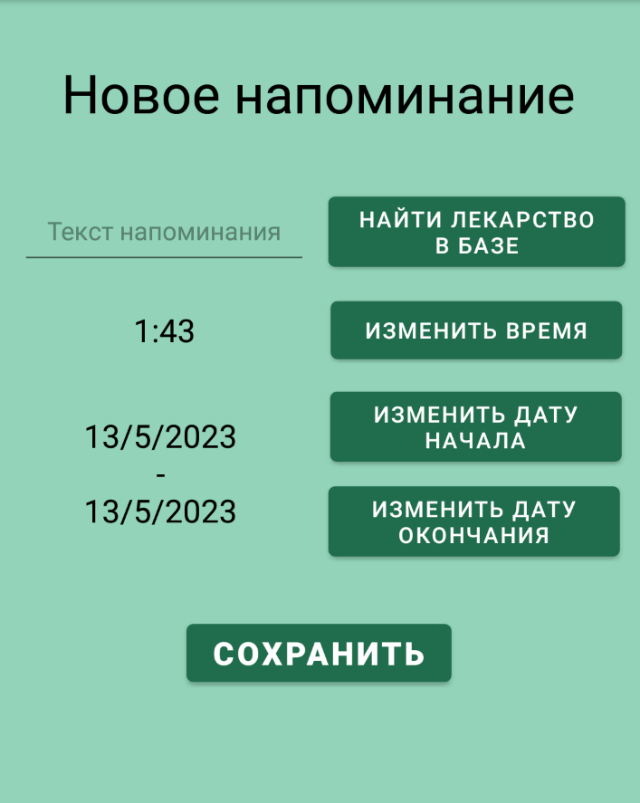 Новое напоминание
Текст напоминания
НАЙТИ ЛЕКАРСТВО
В БАЗЕ
1:43
ИЗМЕНИТЬ ВРЕМЯ
13/5/2023
-
13/5/2023
ИЗМЕНИТЬ ДАТУ
НАЧАЛА
ИЗМЕНИТЬ ДАТУ
ОКОНЧАНИЯ
СОХРАНИТЬ